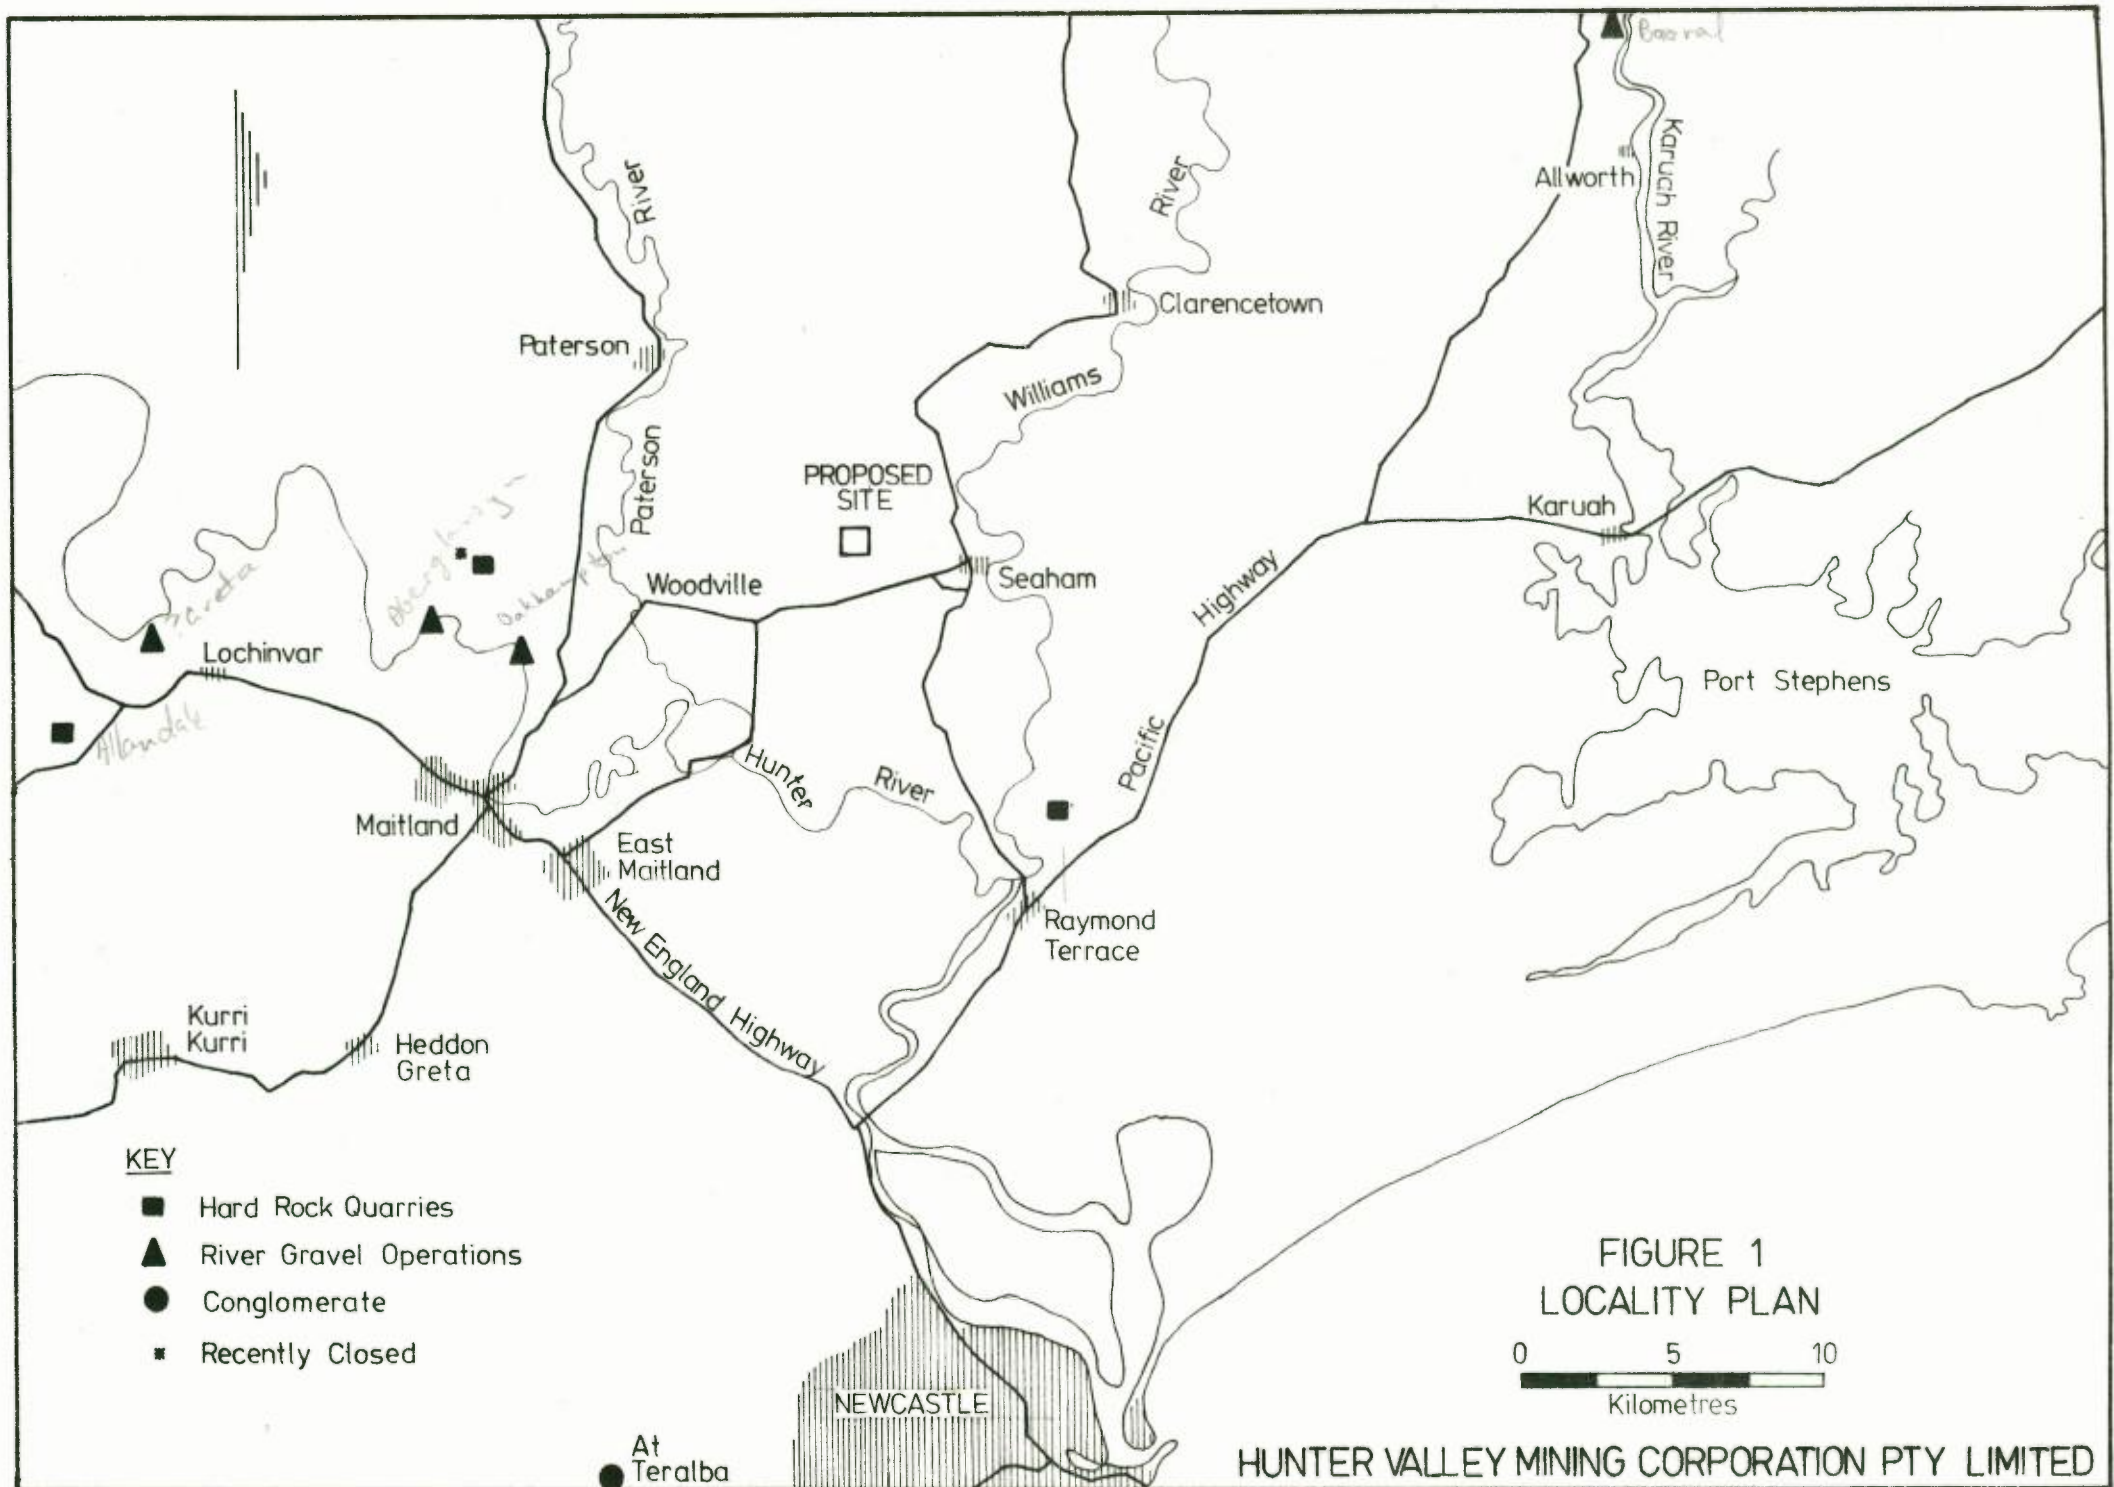 Booral
Karuch River
Allworth
River
River
Clarencetown
Paterson
Williams
Paterson
PROPOSED
SITE
Karuah
Woodville
Seaham
Highway
Lochinvar
Port Stephens
Allandale
Pacific
Hunter
River
Maitland
East
Maitland
New England Highway
Raymond
Terrace
Kurri
Kurri
Heddon
Greta
KEY
Hard Rock Quarries
River Gravel Operations
Conglomerate
Recently Closed
FIGURE 1
LOCALITY PLAN
0 5 10
Kilometres
NEWCASTLE
At
Teralba
HUNTER VALLEY MINING CORPORATION PTY LIMITED